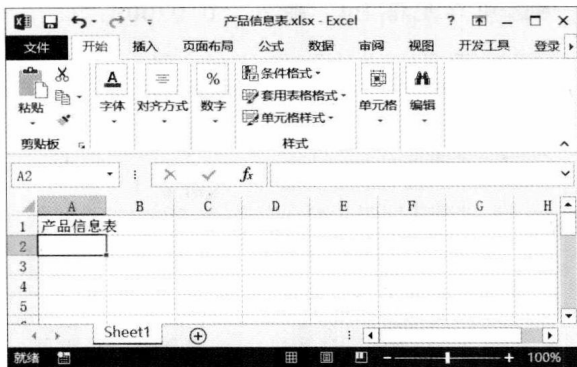 产品信息表.xlsx - Excel ?
文件 开始 插入 页面布局 公式 数据 审阅 视图 开发工具 登录
粘贴 A 字体 对齐方式 % 数字 条件格式 套用表格格式 单元格样式 单元格 编辑
剪贴板 样式
A2 fx
A B C D E F G H
1 产品信息表
2
3
4
5
Sheet1
就绪 100%